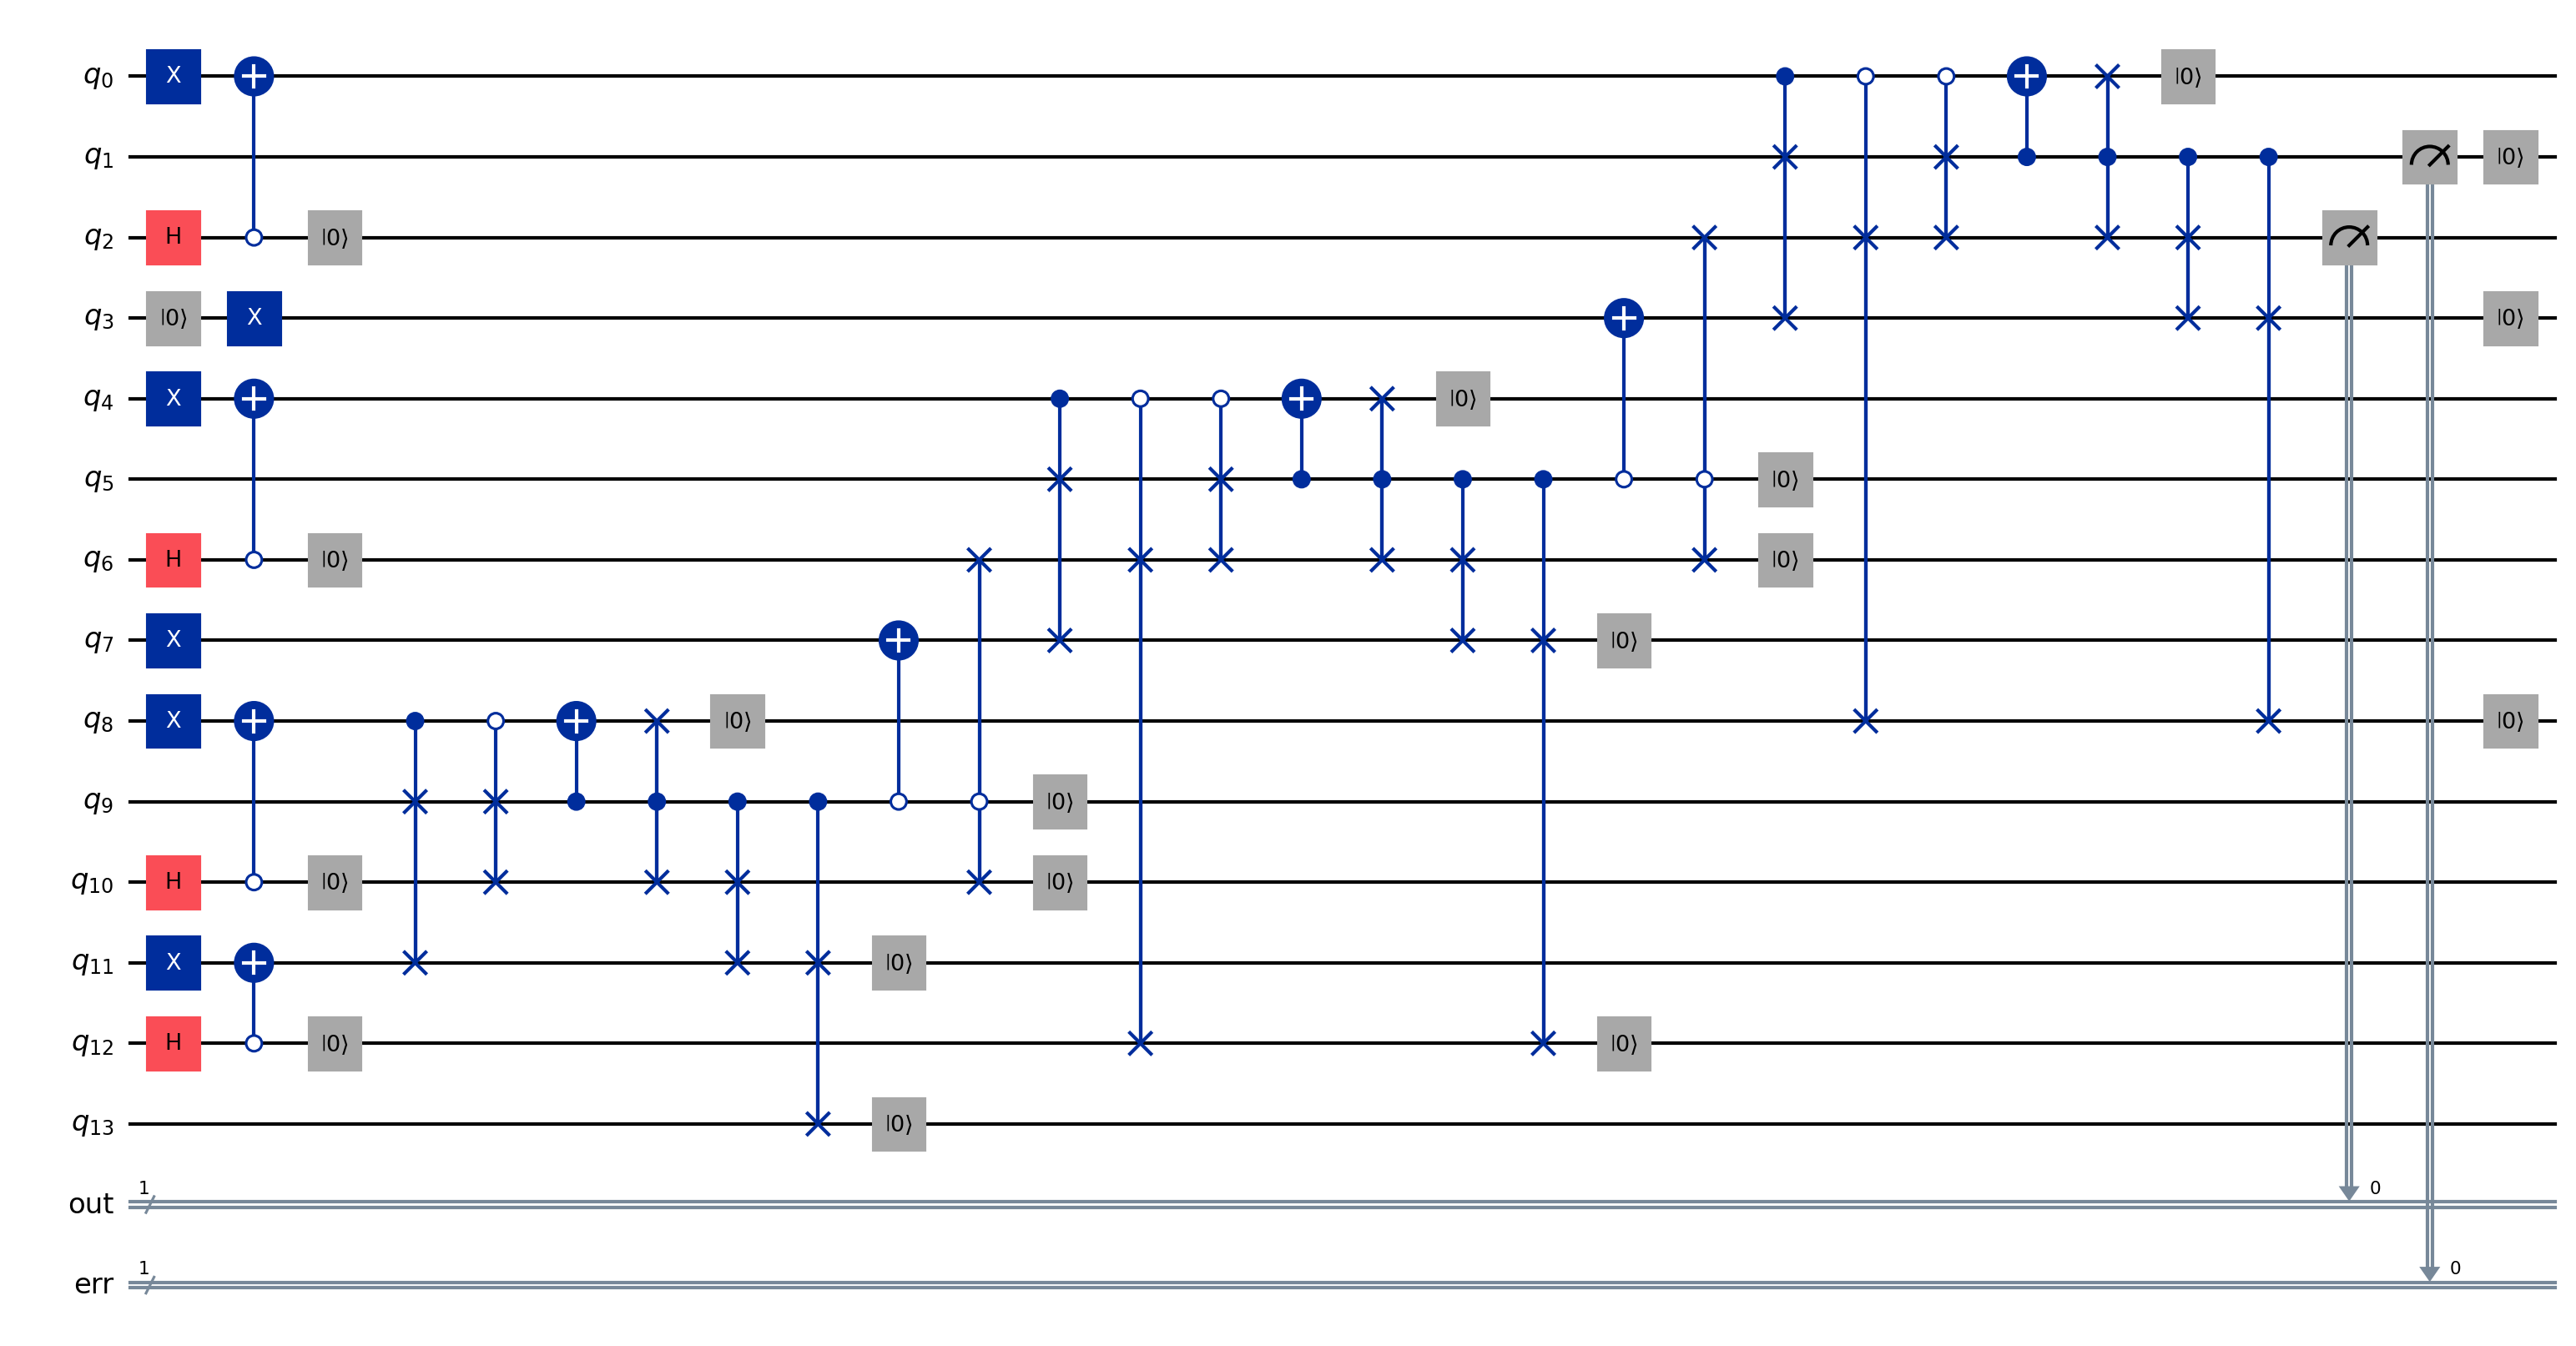 q0 X |0⟩
q1 |0⟩
q2 H |0⟩
q3 |0⟩ X |0⟩
q4 X |0⟩
q5 |0⟩
q6 H |0⟩ |0⟩
q7 X |0⟩
q8 X |0⟩ |0⟩
q9 |0⟩
q10 H |0⟩ |0⟩
q11 X |0⟩
q12 H |0⟩ |0⟩
q13 |0⟩
out 1 0
err 1 0